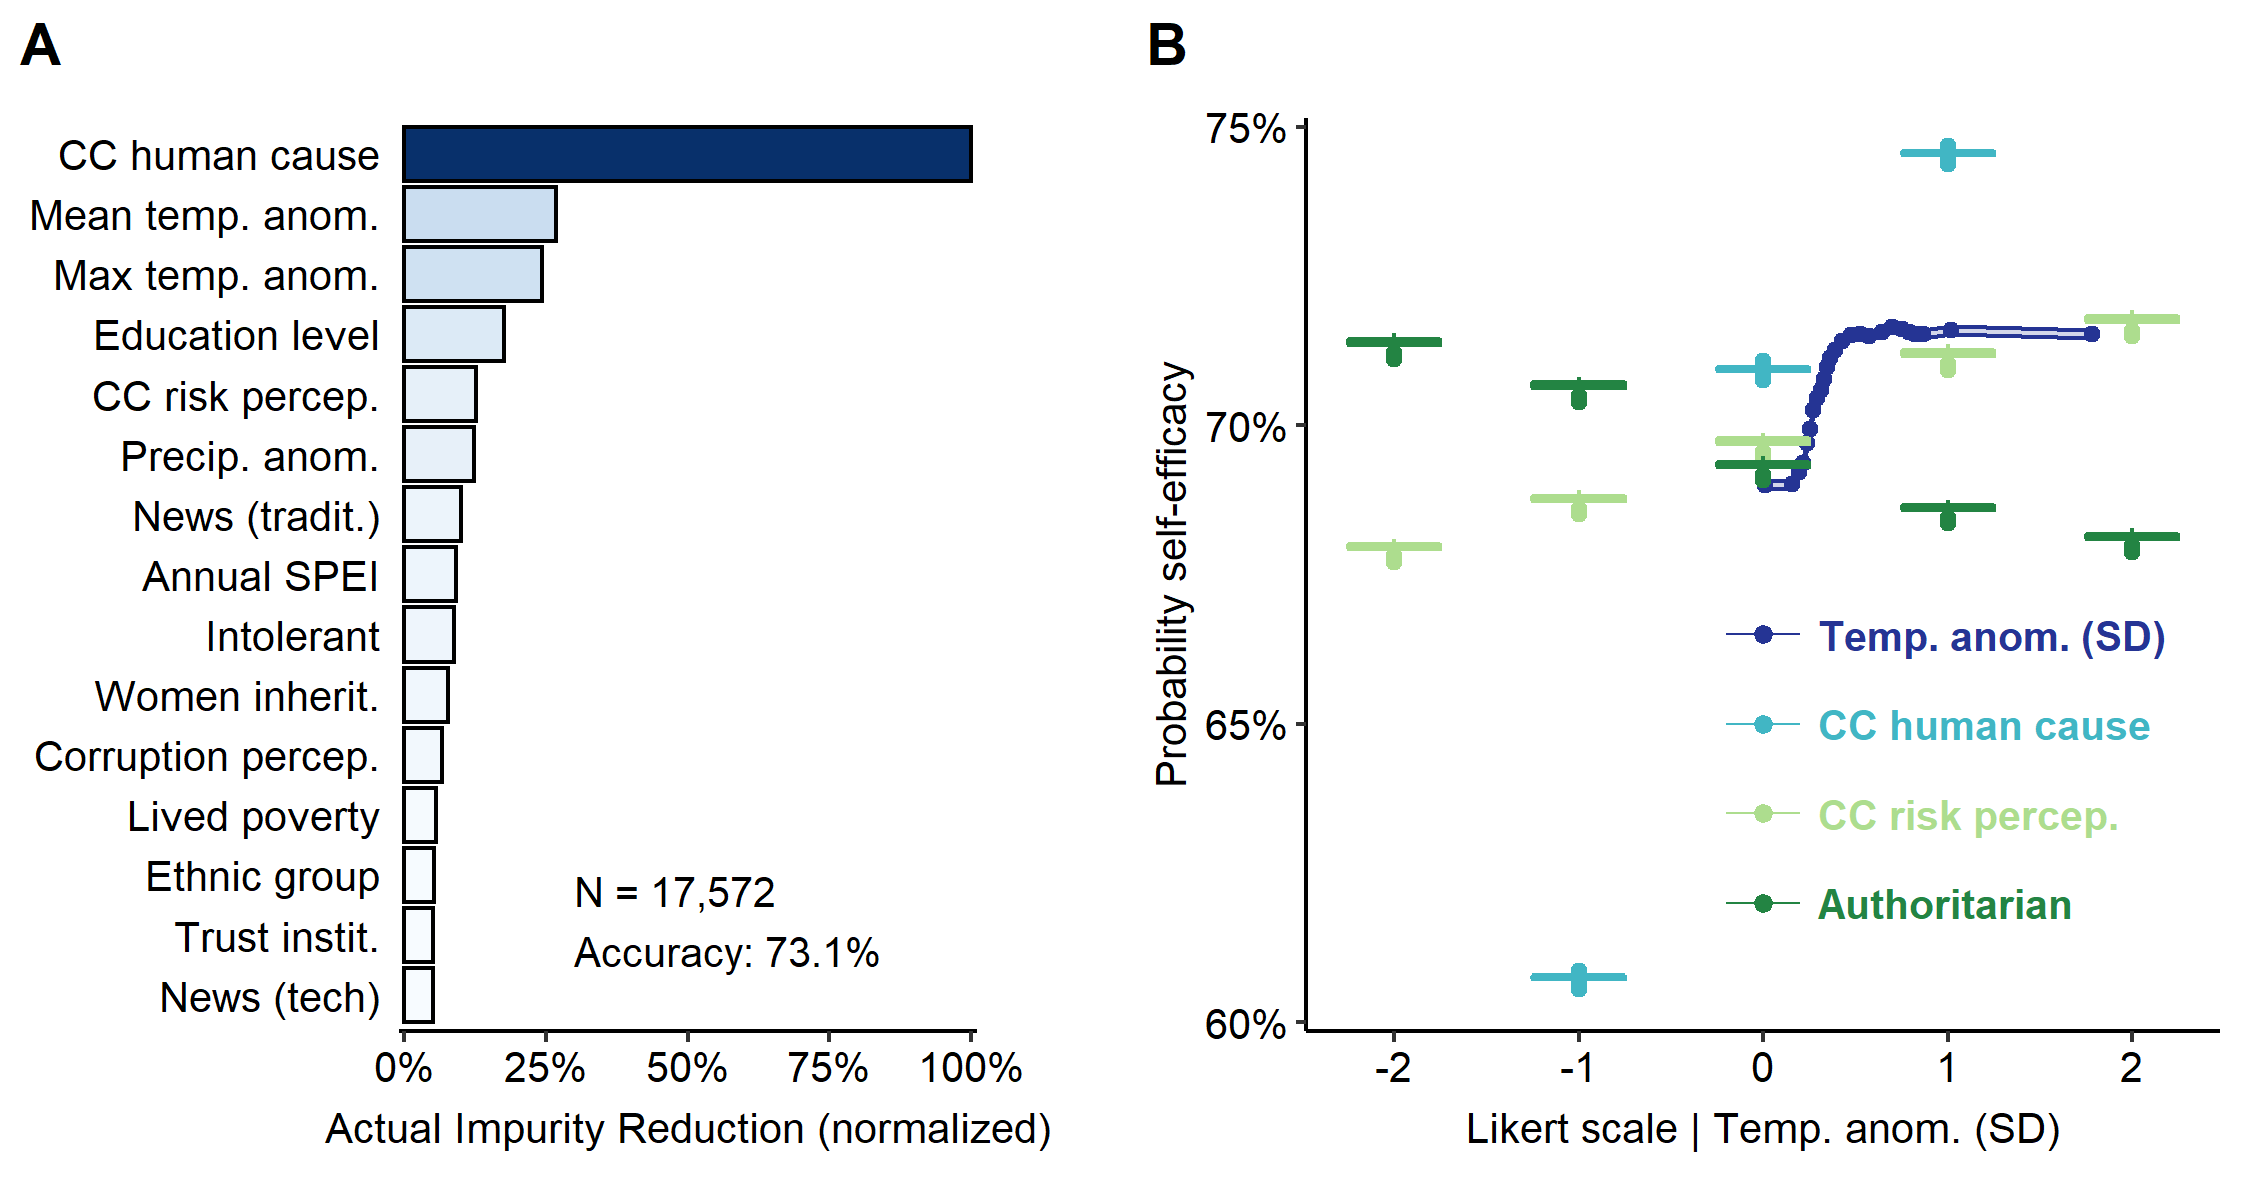 A
CC human cause
Mean temp. anom.
Max temp. anom.
Education level
CC risk percep.
Precip. anom.
News (tradit.)
Annual SPEI
Intolerant
Women inherit.
Corruption percep.
Lived poverty
Ethnic group
Trust instit.
News (tech)
N = 17,572
Accuracy: 73.1%
0% 25% 50% 75% 100%
Actual Impurity Reduction (normalized)
B
Probability self-efficacy
75%
70%
65%
60%
Temp. anom. (SD)
CC human cause
CC risk percep.
Authoritarian
-2 -1 0 1 2
Likert scale | Temp. anom. (SD)